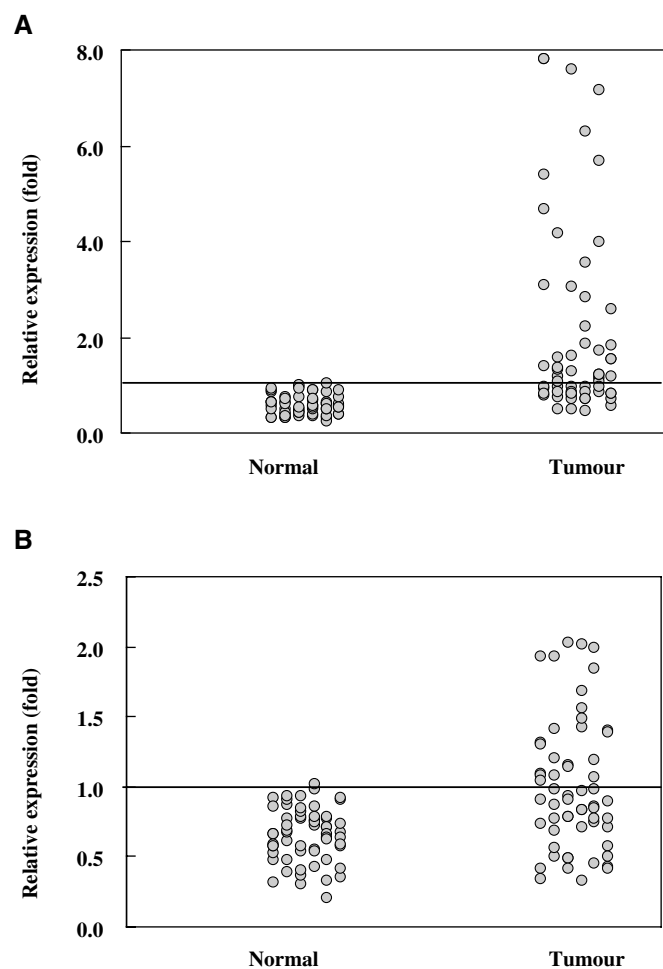 A
Relative expression (fold)
8.0
6.0
4.0
2.0
0.0
Normal Tumour
B
Relative expression (fold)
2.5
2.0
1.5
1.0
0.5
0.0
Normal Tumour